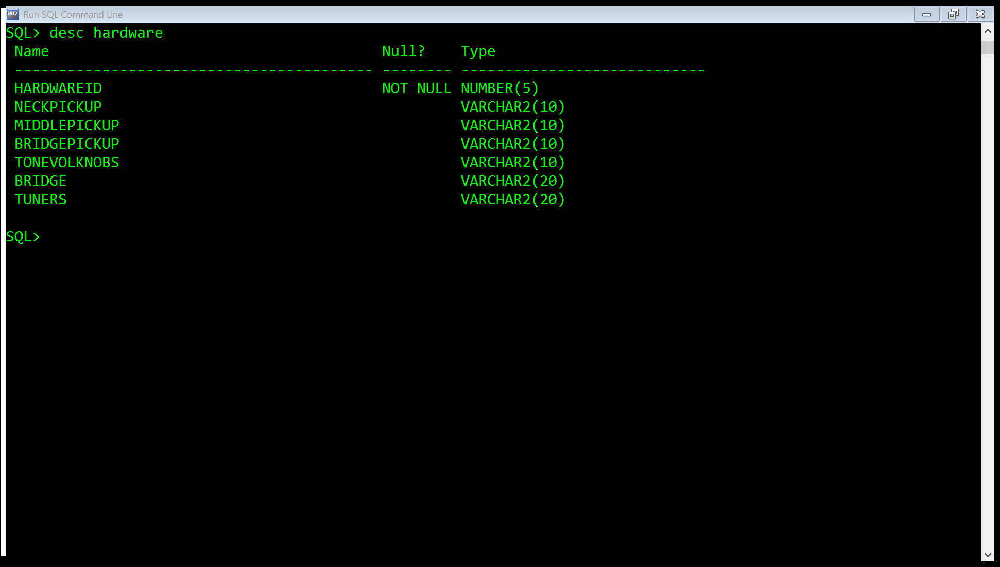 Run SQL Command Line
SQL> desc hardware
 Name                                      Null?    Type
 ----------------------------------------- -------- ----------------------------
 HARDWAREID                                NOT NULL NUMBER(5)
 NECKPICKUP                                         VARCHAR2(10)
 MIDDLEPICKUP                                       VARCHAR2(10)
 BRIDGEPICKUP                                       VARCHAR2(10)
 TONEVOLKNOBS                                       VARCHAR2(10)
 BRIDGE                                             VARCHAR2(20)
 TUNERS                                             VARCHAR2(20)
SQL>